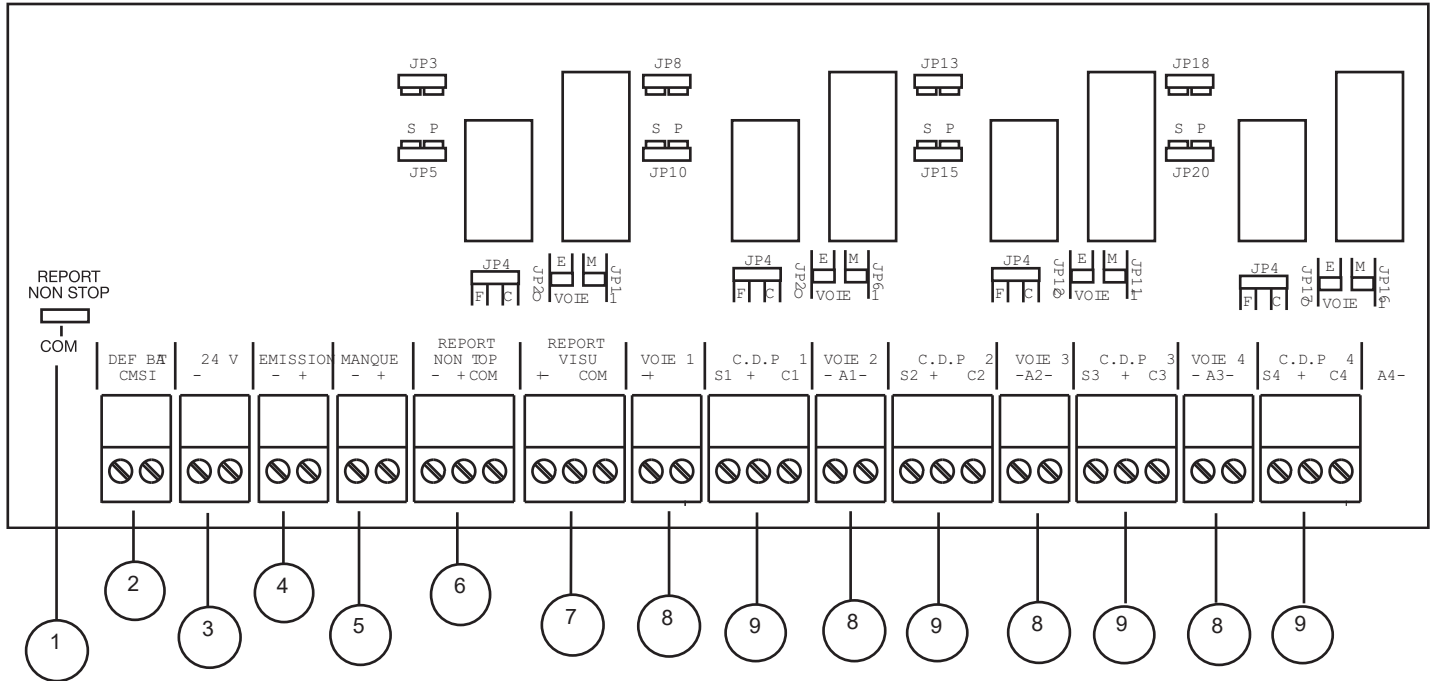 JP3 JP8 JP13 JP18
S P S P S P S P
JP5 JP10 JP15 JP20
JP4 E M JP4 E M JP4 E M JP4 E M
F C VOIE F C VOIE F C VOIE F C VOIE
REPORT
NON STOP
COM
DEF BAT
CMSI
24 V
-
EMISSION
- +
MANQUE
- +
REPORT
NON TOP
- + COM
REPORT
VISU
+- COM
VOIE 1
-+
C.D.P 1
S1 + C1
VOIE 2
- A1-
C.D.P 2
S2 + C2
VOIE 3
-A2-
C.D.P 3
S3 + C3
VOIE 4
- A3-
C.D.P 4
S4 + C4
A4-
1 2 3 4 5 6 7 8 9 8 9 8 9 8 9